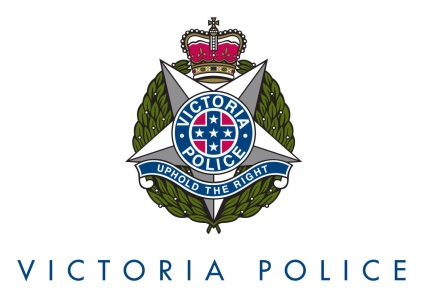 VICTORIA
POLICE
UPHOLD THE RIGHT
VICTORIA POLICE